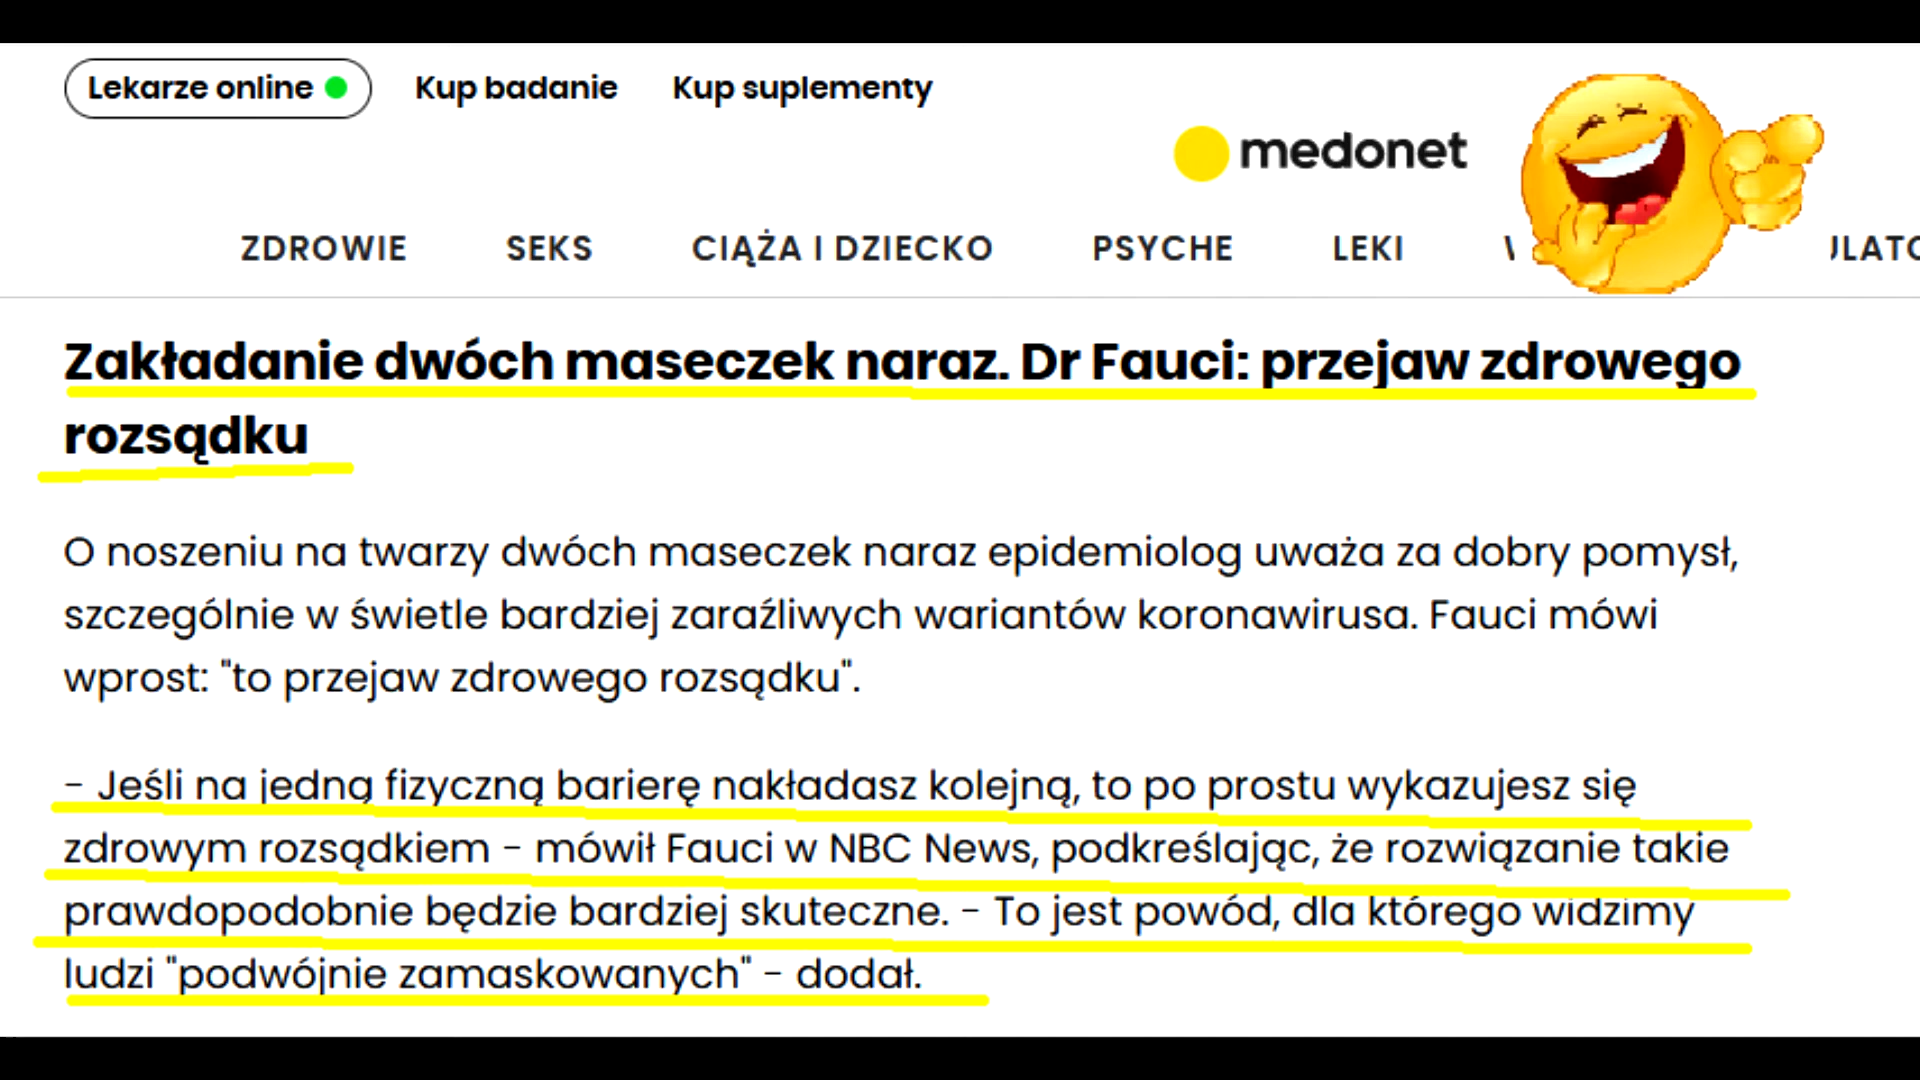 Lekarze online Kup badanie Kup suplementy
medonet
ZDROWIE SEKS CIĄŻA I DZIECKO PSYCHE LEKI
Zakładanie dwóch maseczek naraz. Dr Fauci: przejaw zdrowego
rozsądku
O noszeniu na twarzy dwóch maseczek naraz epidemiolog uważa za dobry pomysł,
szczególnie w świetle bardziej zaraźliwych wariantów koronawirusa. Fauci mówi
wprost: "to przejaw zdrowego rozsądku".
- Jeśli na jedną fizyczną barierę nakładasz kolejną, to po prostu wykazujesz się
zdrowym rozsądkiem - mówił Fauci w NBC News, podkreślając, że rozwiązanie takie
prawdopodobnie będzie bardziej skuteczne. - To jest powód, dla którego widzimy
ludzi "podwójnie zamaskowanych" - dodał.